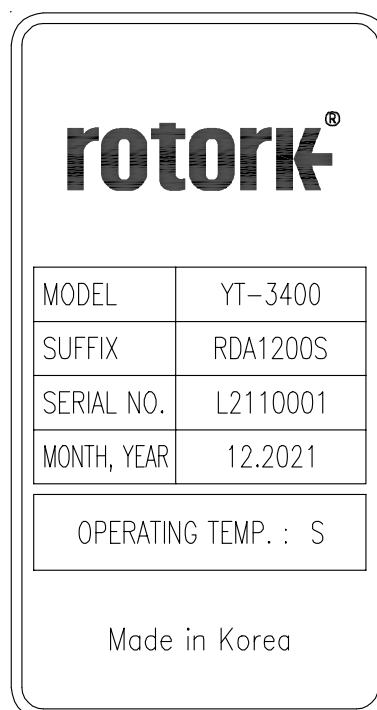 rotork®
MODEL YT-3400
SUFFIX RDA1200S
SERIAL NO. L2110001
MONTH, YEAR 12.2021
OPERATING TEMP. : S
Made in Korea